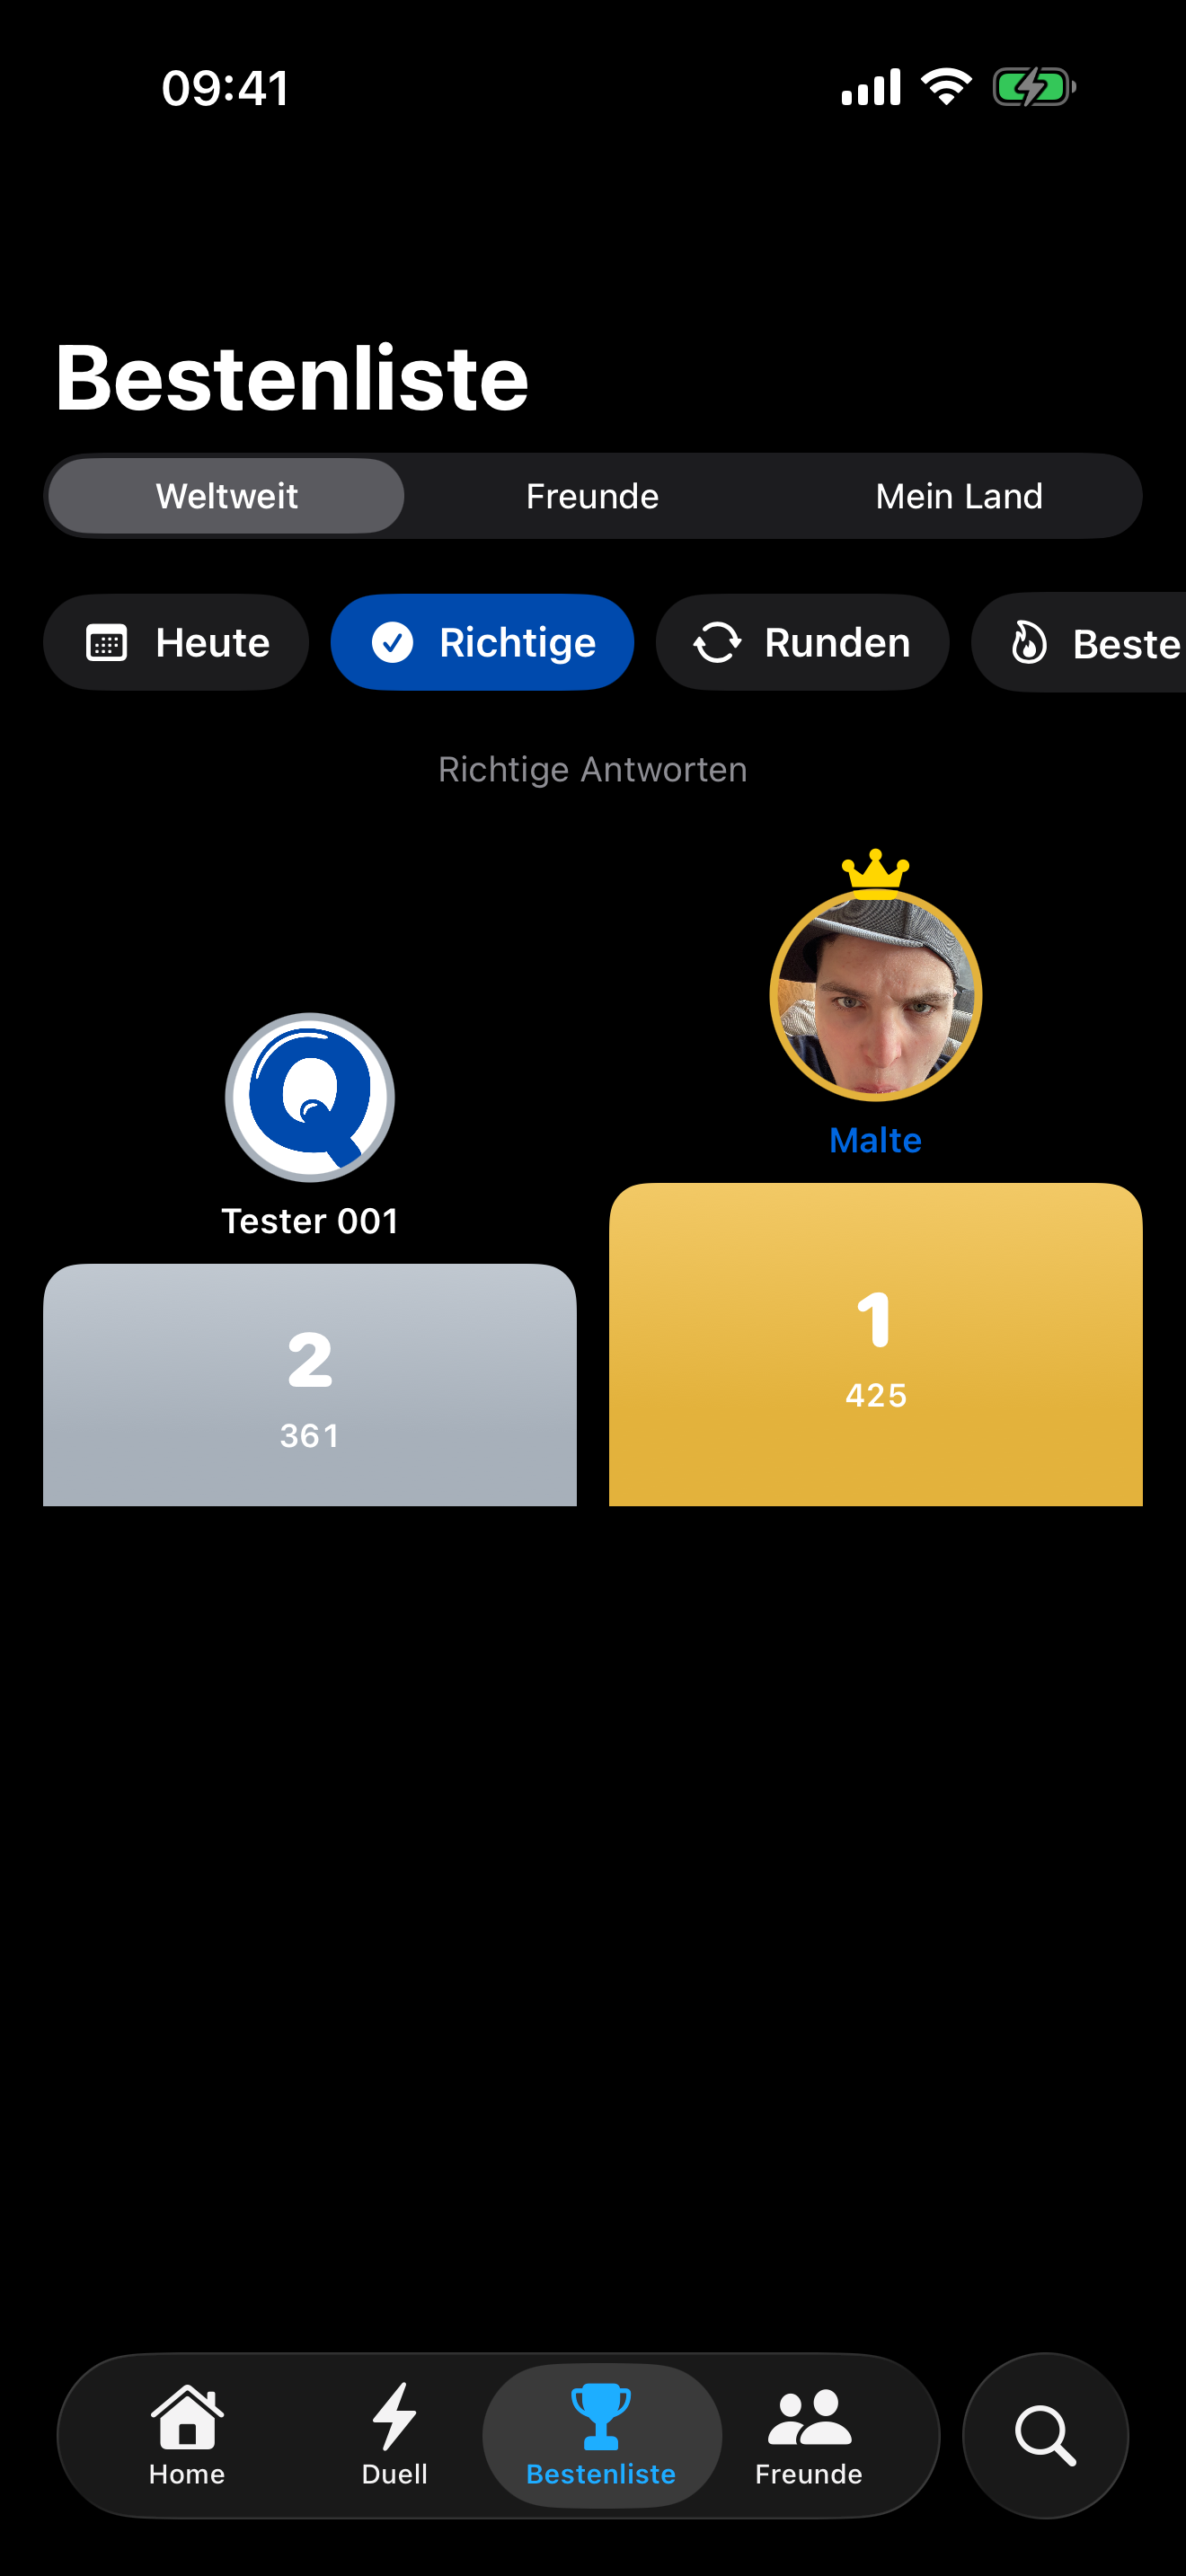 09:41
Bestenliste
Weltweit Freunde Mein Land
Heute Richtige Runden Beste
Richtige Antworten
Q
Malte
Tester 001
1
2
425
361
Home Duell Bestenliste Freunde